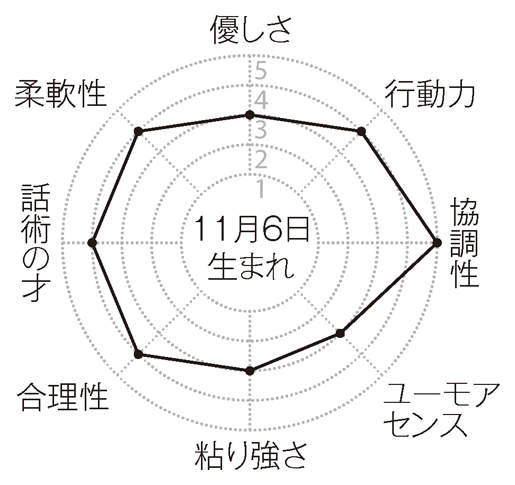 優しさ
行動力
協調性
ユーモア
センス
粘り強さ
合理性
話術の才
柔軟性
5
4
3
2
1
11月6日
生まれ